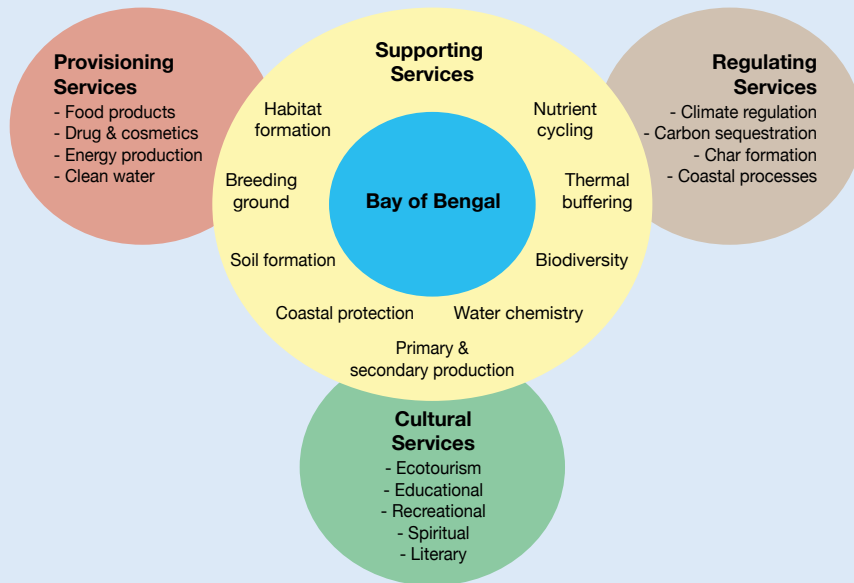 Provisioning
Services
- Food products
- Drug & cosmetics
- Energy production
- Clean water
Supporting
Services
Habitat
formation
Nutrient
cycling
Breeding
ground
Thermal
buffering
Soil formation
Biodiversity
Coastal protection
Water chemistry
Primary &
secondary production
Bay of Bengal
Regulating
Services
- Climate regulation
- Carbon sequestration
- Char formation
- Coastal processes
Cultural
Services
- Ecotourism
- Educational
- Recreational
- Spiritual
- Literary